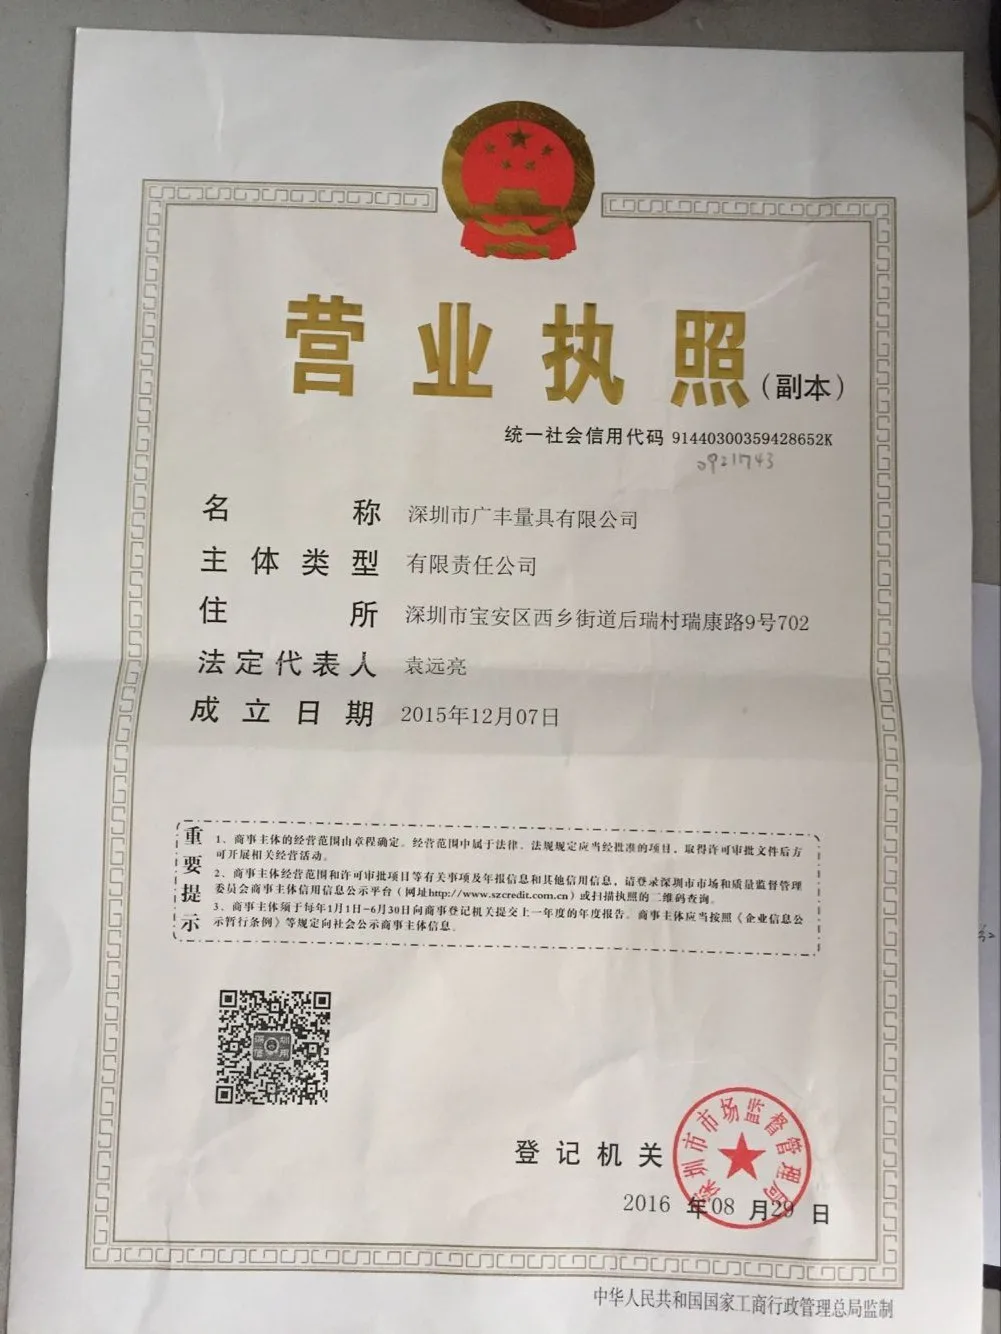 营业执照（副本）
统一社会信用代码 91440300359428652K
0921743
名称 深圳市广丰量具有限公司
主体类型 有限责任公司
住所 深圳市宝安区西乡街道后瑞村瑞康路9号702
法定代表人 袁远亮
成立日期 2015年12月07日
重要提示
1、商事主体的经营范围由章程确定。经营范围中属于法律、法规规定应当经批准的项目，取得许可审批文件后方
可开展相关经营活动。
2、商事主体经营范围和许可审批项目等有关事项及年报信息和其他信用信息，请登录深圳市市场和质量监督管理
委员会商事主体信用信息公示平台（网址http://www.szcredit.com.cn）或扫描执照的二维码查询。
3、商事主体须于每年1月1日-6月30日向商事登记机关提交上一年度的年度报告。商事主体应当按照《企业信息公
示暂行条例》等规定向社会公示商事主体信息。
深圳信用
登记机关
深圳市市场监督管理局
2016 年 08 月 29 日
中华人民共和国国家工商行政管理总局监制